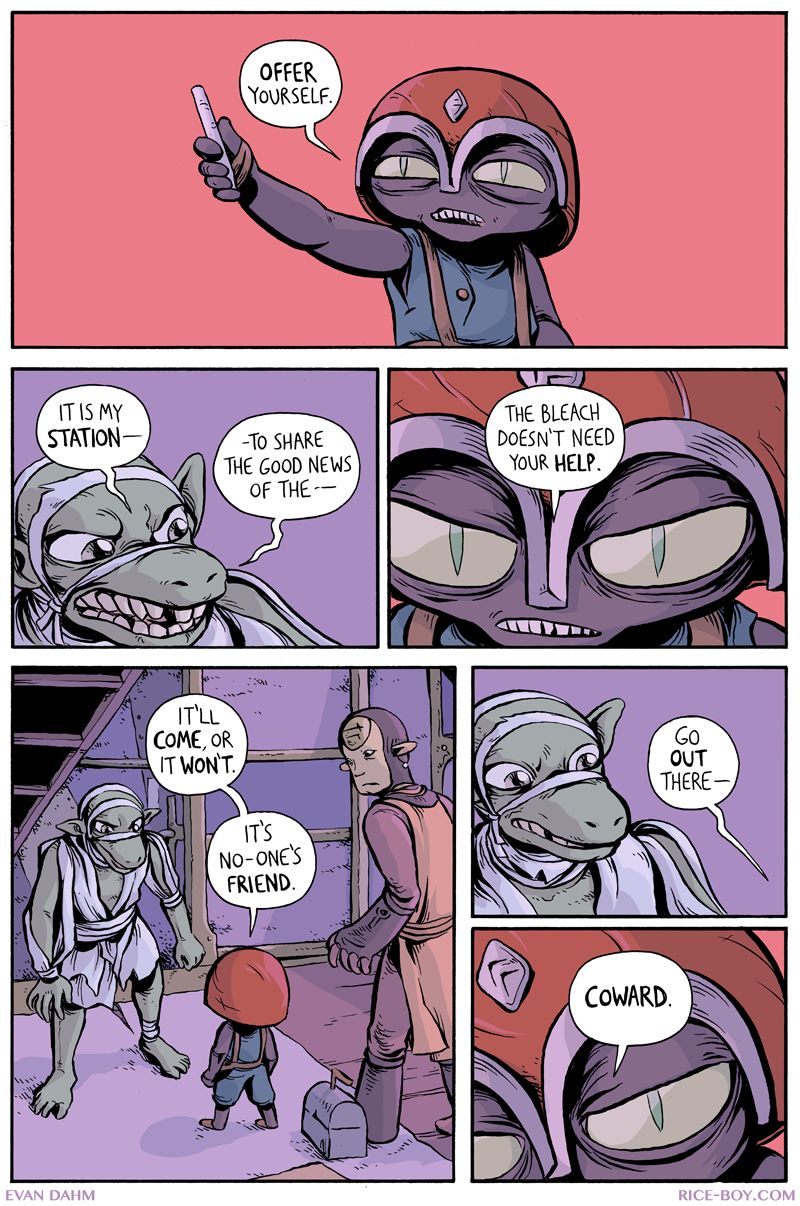 OFFER
YOURSELF.
IT IS MY
STATION—
-TO SHARE
THE GOOD NEWS
OF THE-—
THE BLEACH
DOESN'T NEED
YOUR HELP.
IT'LL
COME, OR
IT WON'T.
IT'S
NO-ONE'S
FRIEND.
GO
OUT
THERE—
COWARD.
EVAN DAHM
RICE-BOY.COM